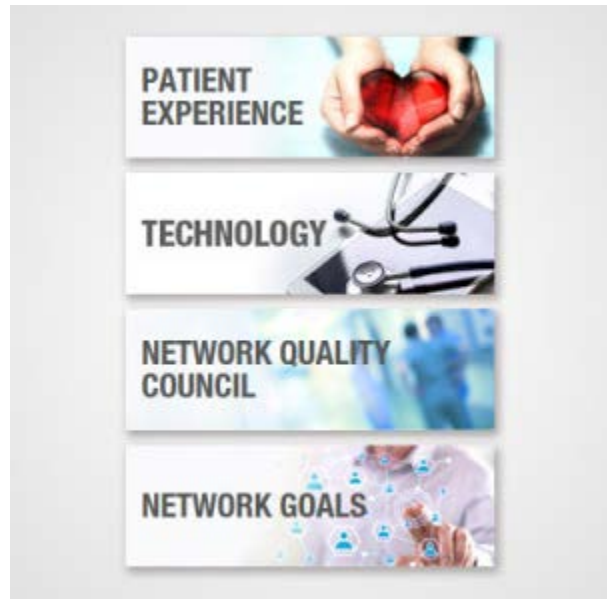 PATIENT
EXPERIENCE
TECHNOLOGY
NETWORK QUALITY
COUNCIL
NETWORK GOALS